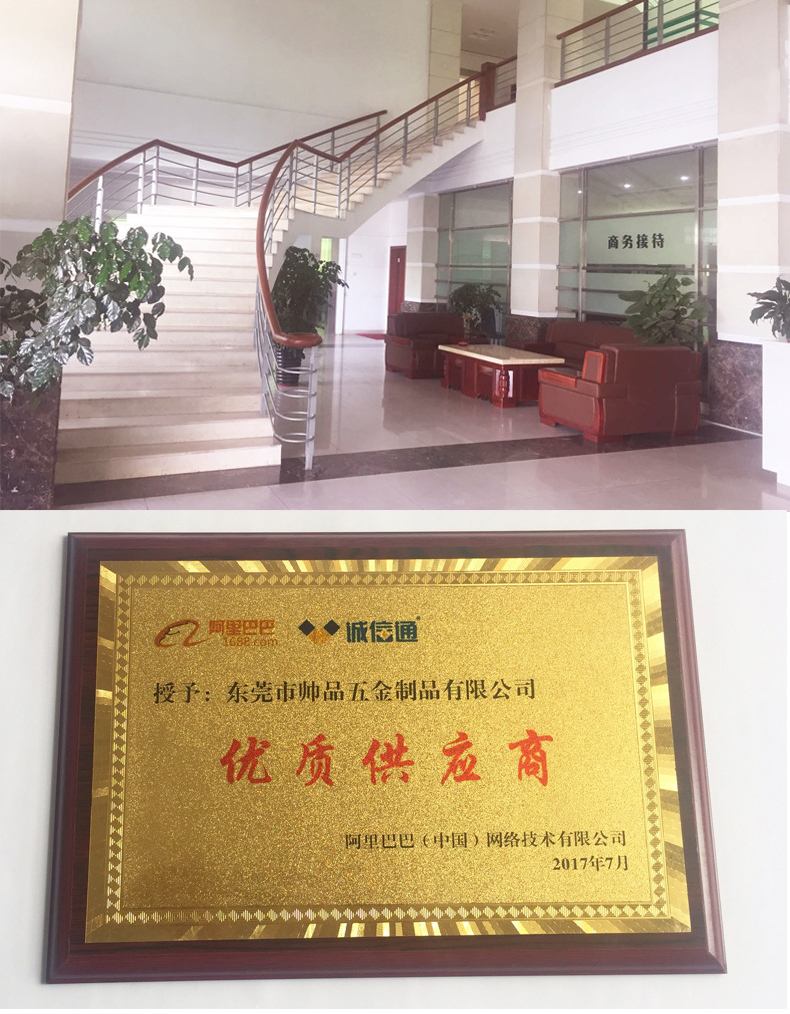 商务接待
阿里巴巴
1688.com
诚信通
授予：东莞市帅品五金制品有限公司
优质供应商
阿里巴巴（中国）网络技术有限公司
2017年7月